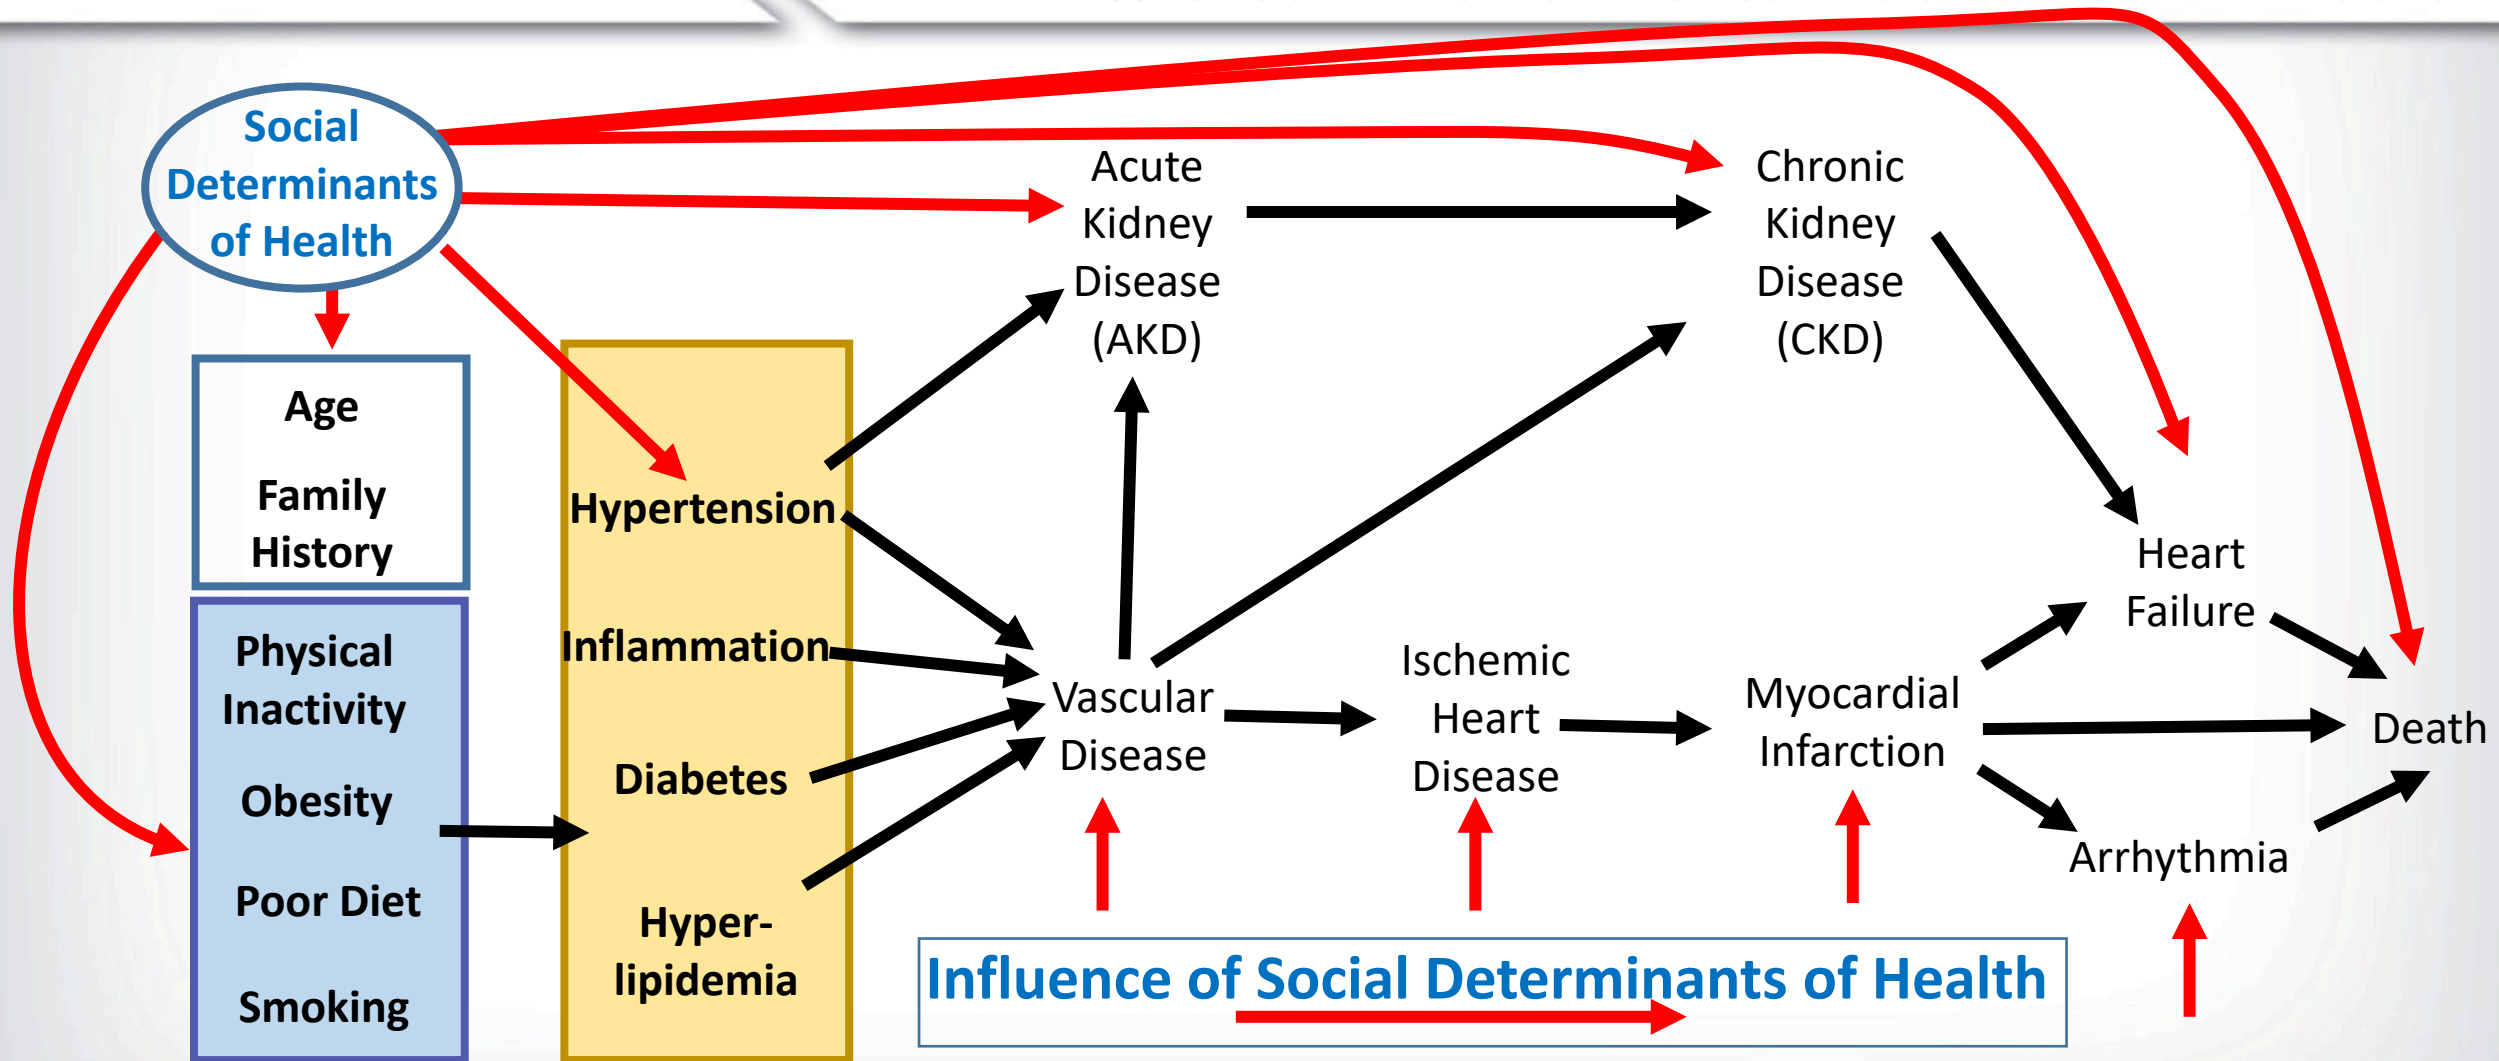 Social
Determinants
of Health
Age
Family
History
Physical
Inactivity
Obesity
Poor Diet
Smoking
Hypertension
Inflammation
Diabetes
Hyper-
lipidemia
Acute
Kidney
Disease
(AKD)
Chronic
Kidney
Disease
(CKD)
Vascular
Disease
Ischemic
Heart
Disease
Myocardial
Infarction
Heart
Failure
Arrhythmia
Death
Influence of Social Determinants of Health